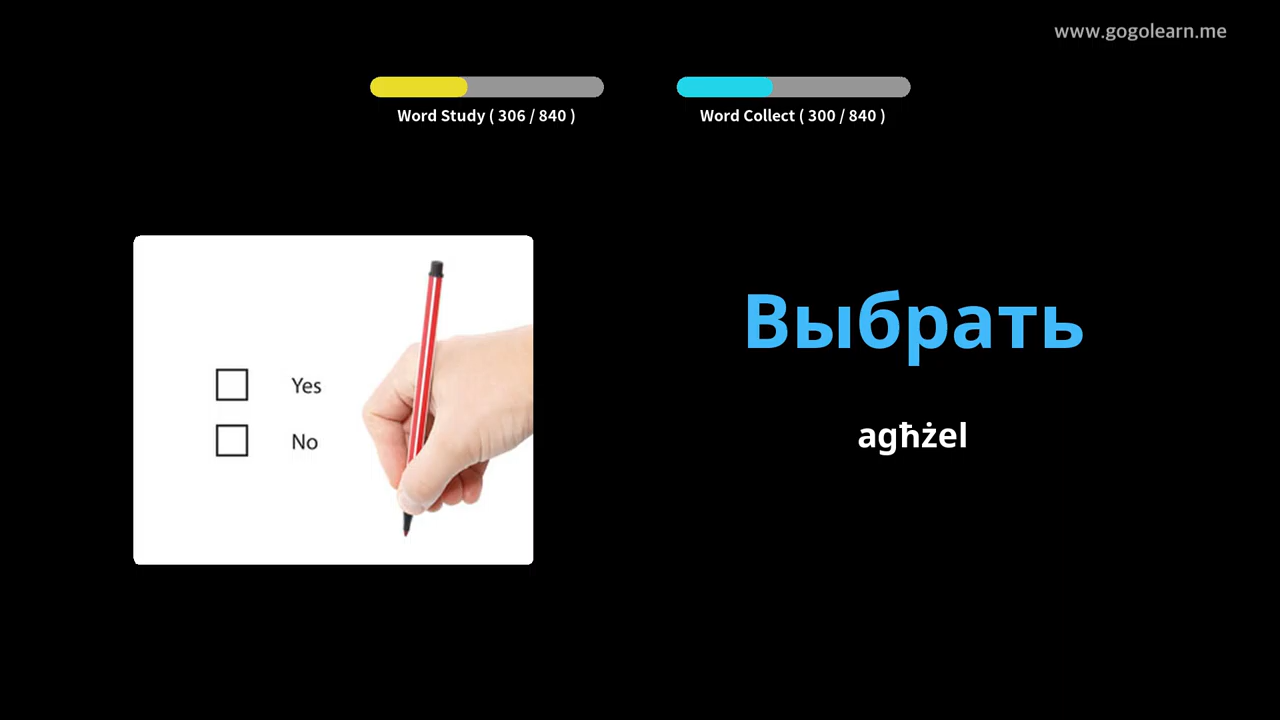 www.gogolearn.me
Word Study ( 306 / 840 )
Word Collect ( 300 / 840 )
Yes
No
Выбрать
agħżel